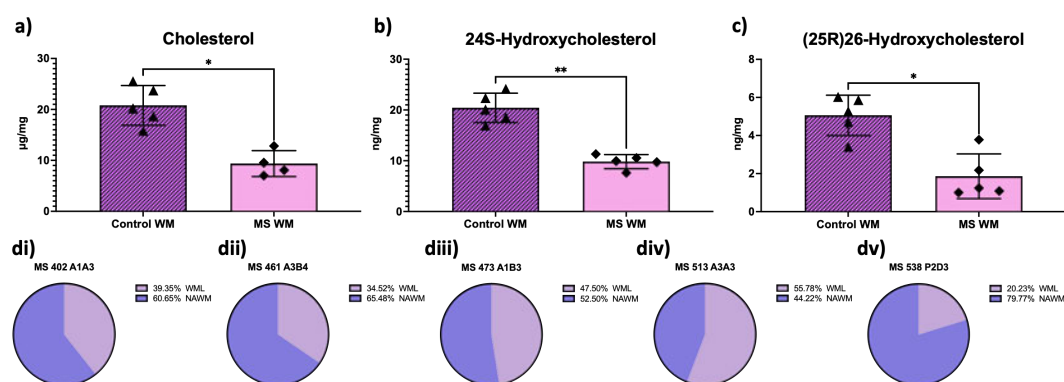 a)
Cholesterol
µg/mg
30
20
10
0
*
Control WM
MS WM
b)
24S-Hydroxycholesterol
ng/mg
30
20
10
0
**
Control WM
MS WM
c)
(25R)26-Hydroxycholesterol
ng/mg
8
6
4
2
0
*
Control WM
MS WM
di)
MS 402 A1A3
39.35% WML
60.65% NAWM
dii)
MS 461 A3B4
34.52% WML
65.48% NAWM
diii)
MS 473 A1B3
47.50% WML
52.50% NAWM
div)
MS 513 A3A3
55.78% WML
44.22% NAWM
dv)
MS 538 P2D3
20.23% WML
79.77% NAWM